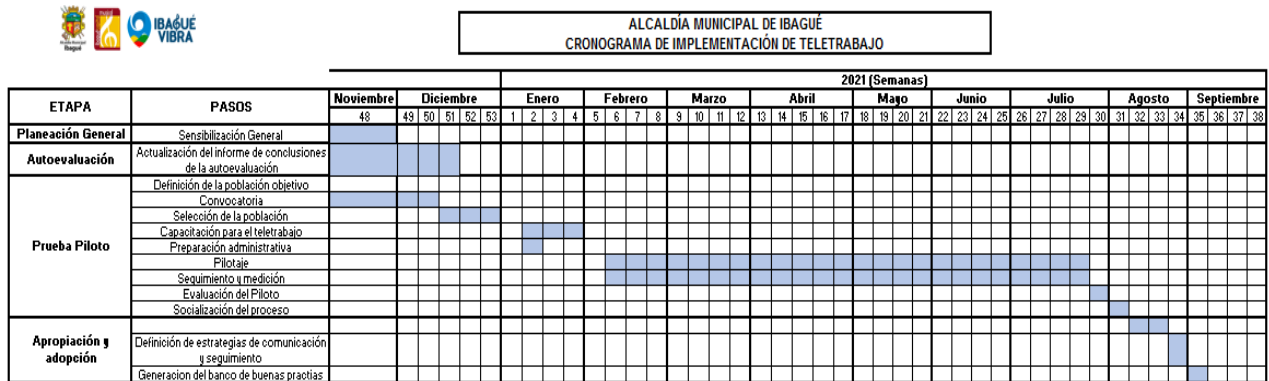 Alcaldía Municipal
Ibagué
IBAGUÉ
VIBRA
ALCALDÍA MUNICIPAL DE IBAGUÉ
CRONOGRAMA DE IMPLEMENTACIÓN DE TELETRABAJO
2021 (Semanas)
ETAPA PASOS Noviembre Diciembre Enero Febrero Marzo Abril Mayo Junio Julio Agosto Septiembre
48 49 50 51 52 53 1 2 3 4 5 6 7 8 9 10 11 12 13 14 15 16 17 18 19 20 21 22 23 24 25 26 27 28 29 30 31 32 33 34 35 36 37 38
Planeación General Sensibilización General
Autoevaluación Actualización del informe de conclusiones
de la autoevaluación
Prueba Piloto
Definición de la población objetivo
Convocatoria
Selección de la población
Capacitación para el teletrabajo
Preparación administrativa
Pilotaje
Seguimiento y medición
Evaluación del Piloto
Socialización del proceso
Apropiación y
adopción
Definición de estrategias de comunicación
y seguimiento
Generacion del banco de buenas practias